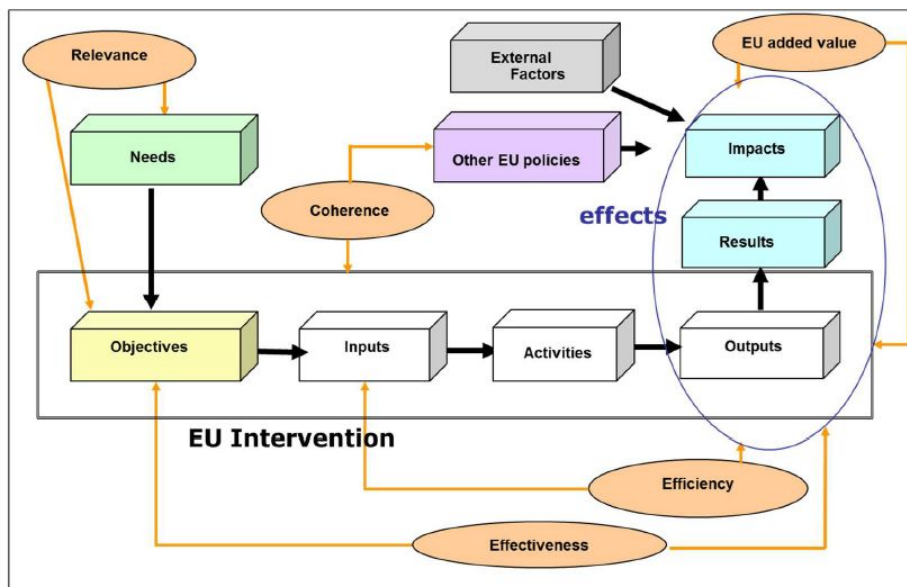 Relevance
EU added value
External
Factors
Needs
Other EU policies
Impacts
Coherence
effects
Results
Objectives
Inputs
Activities
Outputs
EU Intervention
Efficiency
Effectiveness